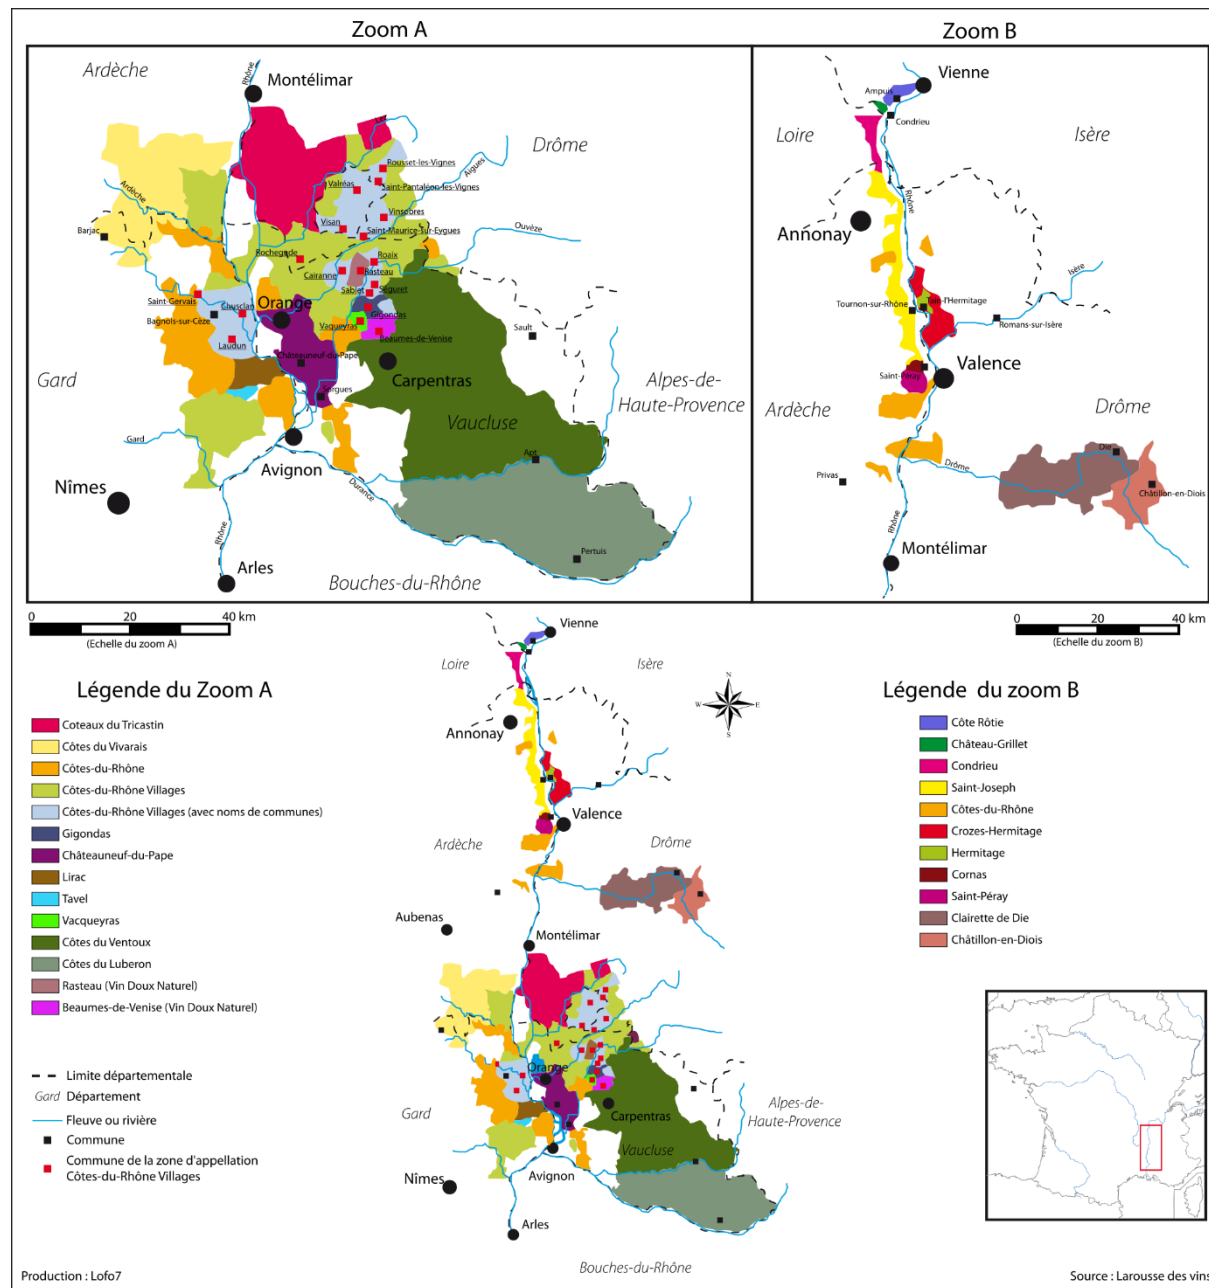 Zoom A
Zoom B
Ardèche
Rhône
Montélimar
Drôme
Lez
Aigues
Rousset-les-Vignes
Saint-Pantaléon-les-Vignes
Valréas
Ardèche
Vinsobres
Visan
Saint-Maurice-sur-Eygues
Ouvèze
Barjac
Rochegude
Roaix
Cairanne
Rasteau
Séguret
Sablet
Saint-Gervais
Chusclan
Orange
Gigondas
Bagnols-sur-Cèze
Vaqueyras
Sault
Beaumes-de-Venise
Laudun
Châteauneuf-du-Pape
Carpentras
Gard
Sorgues
Alpes-de-
Haute-Provence
Vaucluse
Gard
Avignon
Apt
Nîmes
Durance
Rhône
Pertuis
Arles
Bouches-du-Rhône
Vienne
Ampuis
Condrieu
Loire
Isère
Rhône
Annonay
Isère
Tournon-sur-Rhône
Tain-l'Hermitage
Romans-sur-Isère
Valence
Saint-Péray
Ardèche
Drôme
Die
Drôme
Privas
Châtillon-en-Diois
Rhône
Montélimar
0 20 40 km
(Echelle du zoom A)
0 20 40 km
(Echelle du zoom B)
Légende du Zoom A
Coteaux du Tricastin
Côtes du Vivarais
Côtes-du-Rhône
Côtes-du-Rhône Villages
Côtes-du-Rhône Villages (avec noms de communes)
Gigondas
Châteauneuf-du-Pape
Lirac
Tavel
Vacqueyras
Côtes du Ventoux
Côtes du Luberon
Rasteau (Vin Doux Naturel)
Beaumes-de-Venise (Vin Doux Naturel)
Limite départementale
Gard Département
Fleuve ou rivière
Commune
Commune de la zone d'appellation
Côtes-du-Rhône Villages
Vienne
Loire
Isère
N
W E
S
Annonay
Valence
Ardèche
Drôme
Aubenas
Montélimar
Orange
Gard
Carpentras
Alpes-de-
Haute-Provence
Vaucluse
Avignon
Nîmes
Arles
Bouches-du-Rhône
Légende du zoom B
Côte Rôtie
Château-Grillet
Condrieu
Saint-Joseph
Côtes-du-Rhône
Crozes-Hermitage
Hermitage
Cornas
Saint-Péray
Clairette de Die
Châtillon-en-Diois
Production : Lofo7
Source : Larousse des vins